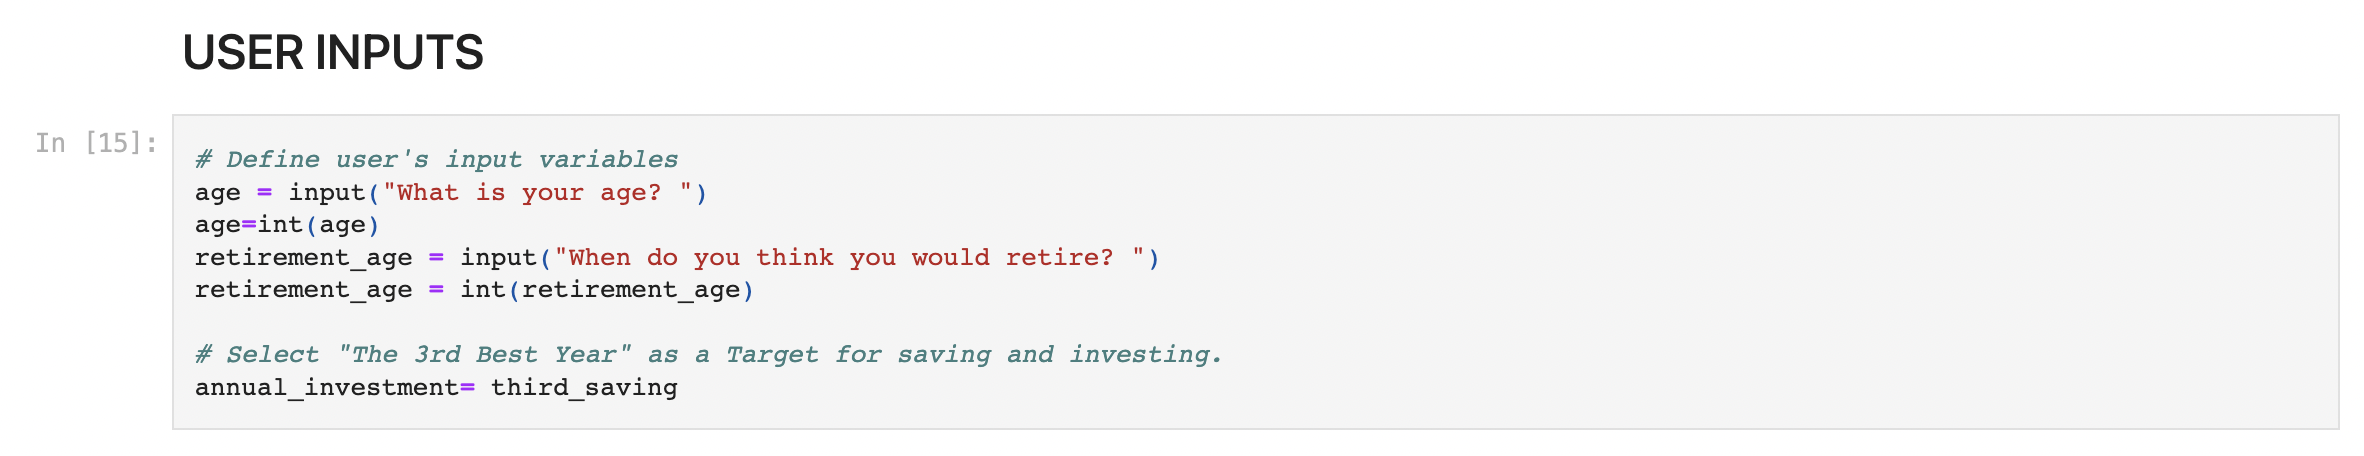 USER INPUTS
In [15]:
# Define user's input variables
age = input("What is your age? ")
age=int(age)
retirement_age = input("When do you think you would retire? ")
retirement_age = int(retirement_age)
# Select "The 3rd Best Year" as a Target for saving and investing.
annual_investment= third_saving